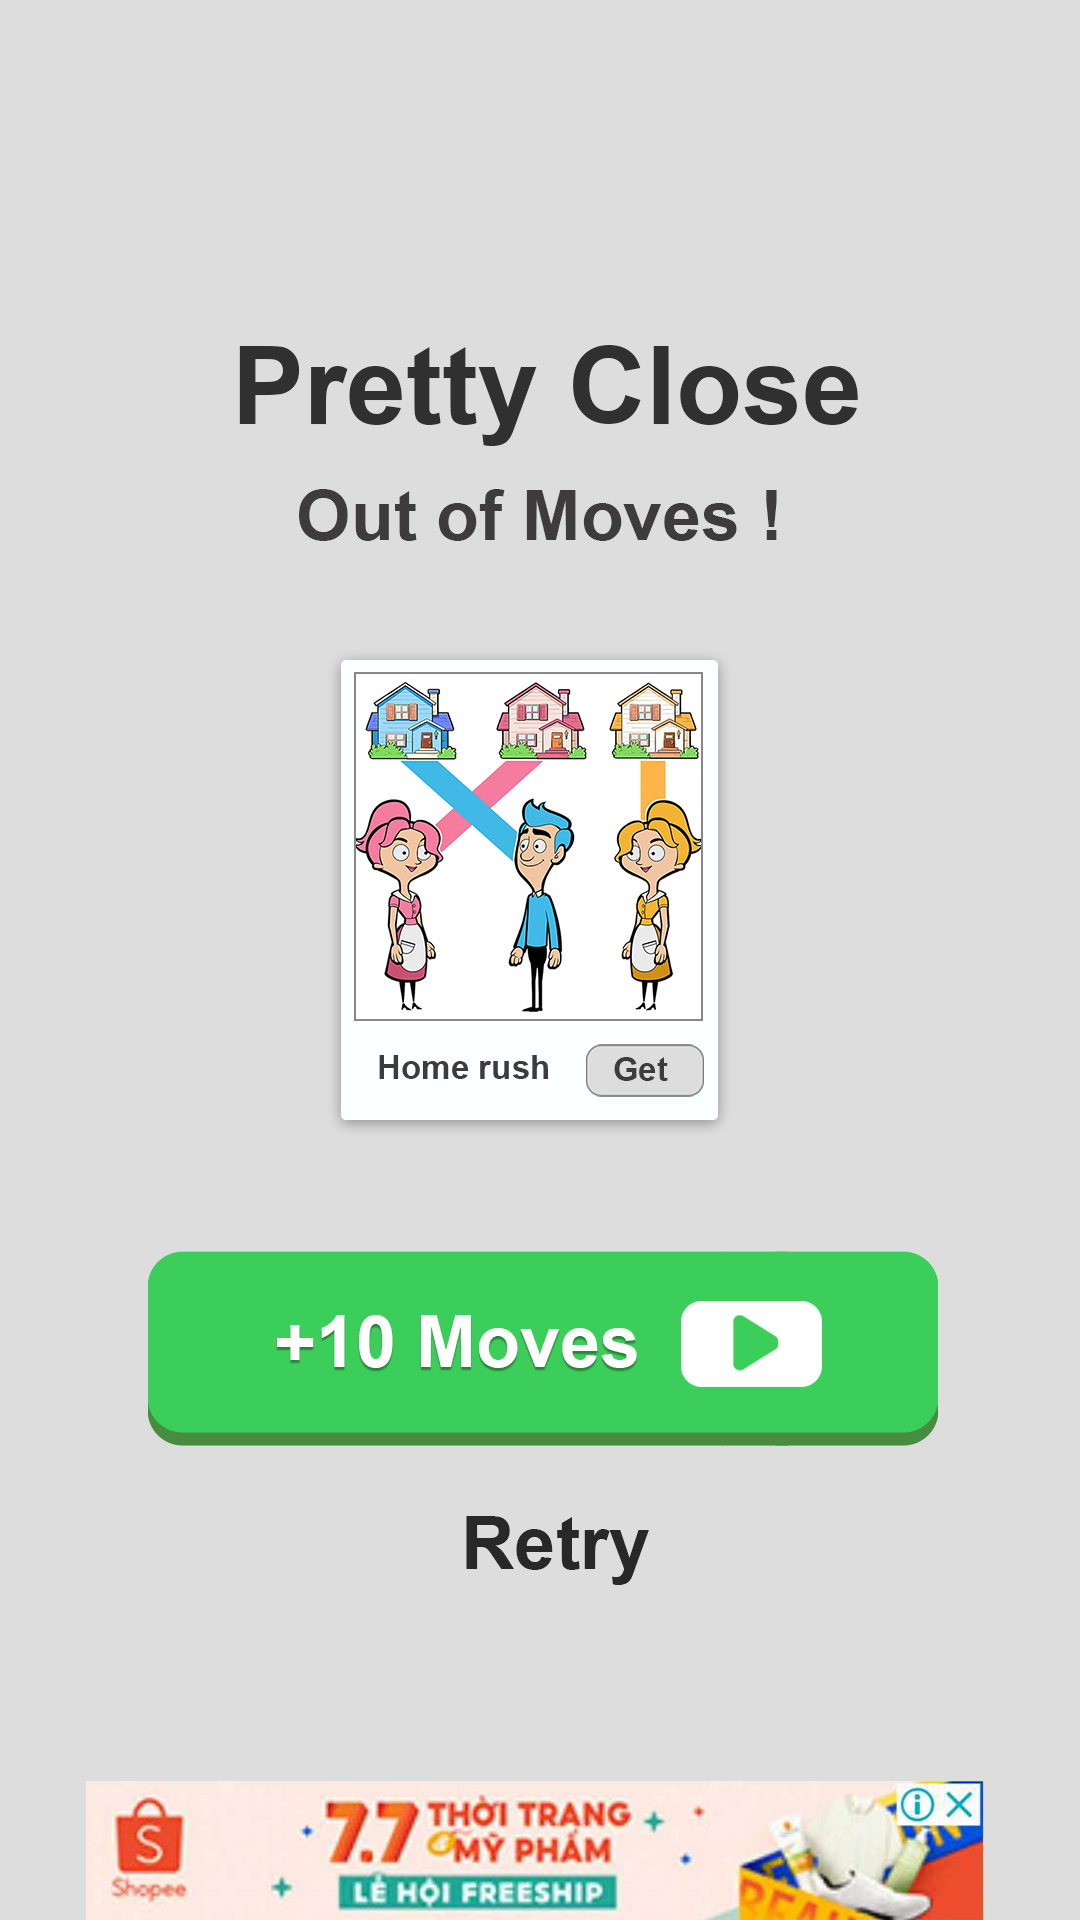 Pretty Close
Out of Moves !
Home rush
Get
+10 Moves
Retry
7.7 THỜI TRANG
& MỸ PHẨM
LỄ HỘI FREESHIP
Shopee